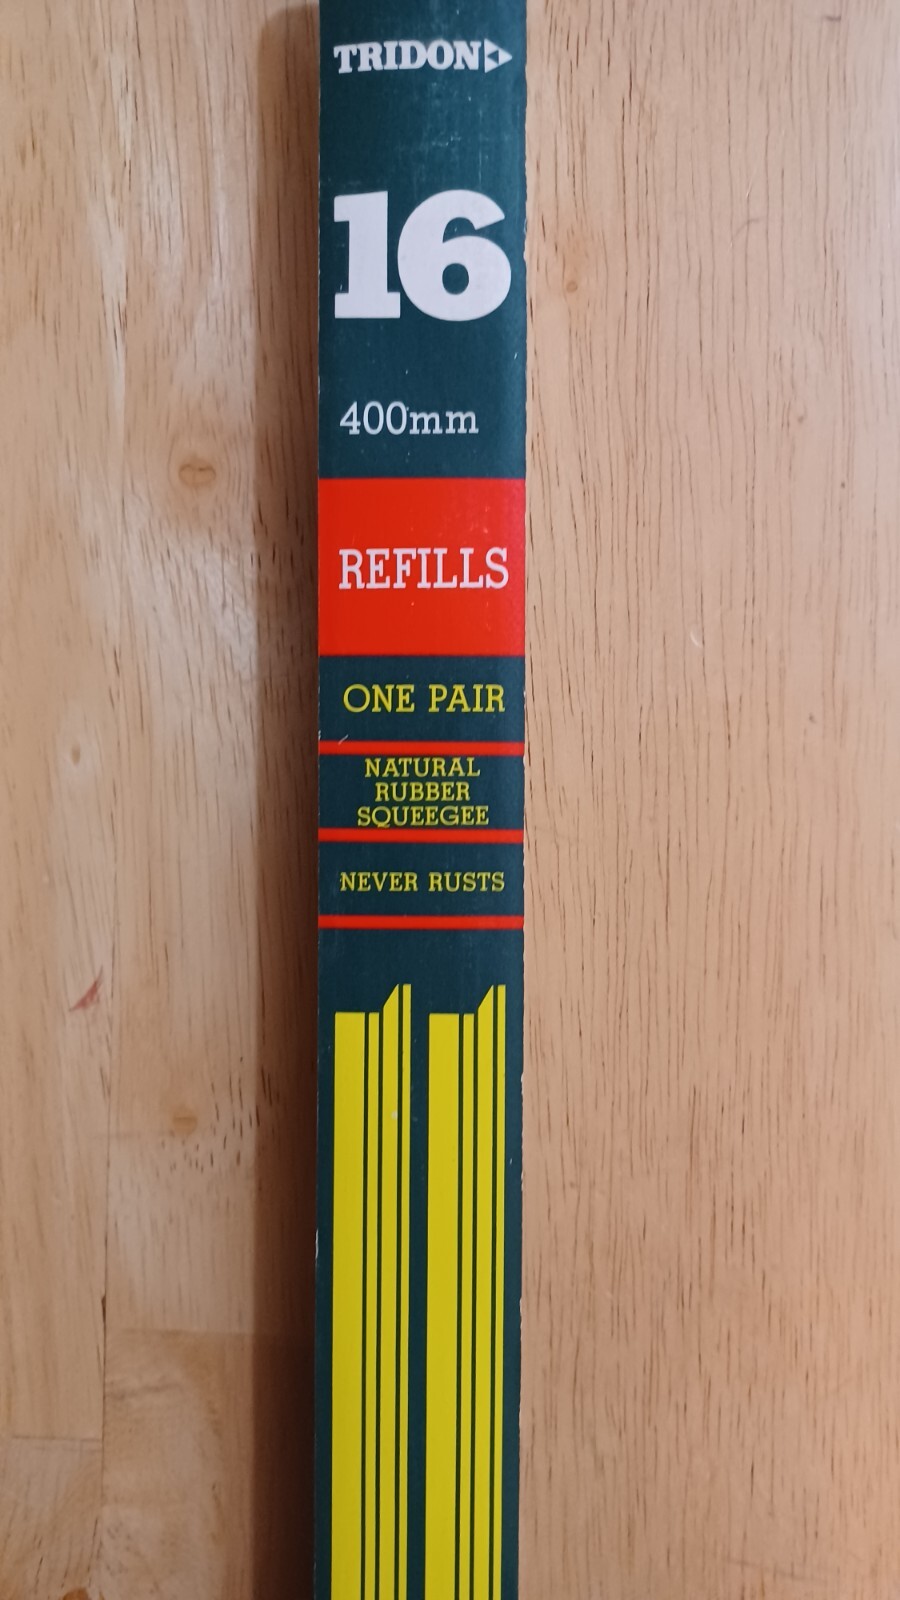 TRIDON
16
400mm
REFILLS
ONE PAIR
NATURAL
RUBBER
SQUEEGEE
NEVER RUSTS